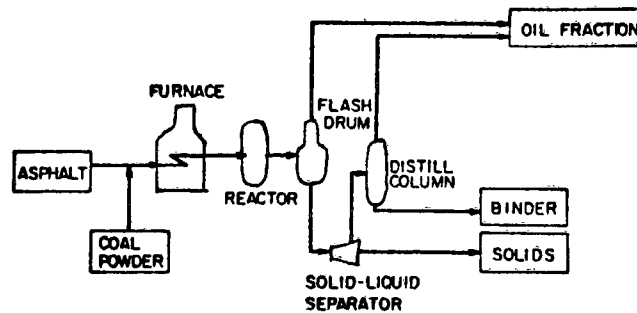 OIL FRACTION
FURNACE
FLASH
DRUM
ASPHALT
REACTOR
DISTILL
COLUMN
BINDER
COAL
POWDER
SOLIDS
SOLID-LIQUID
SEPARATOR